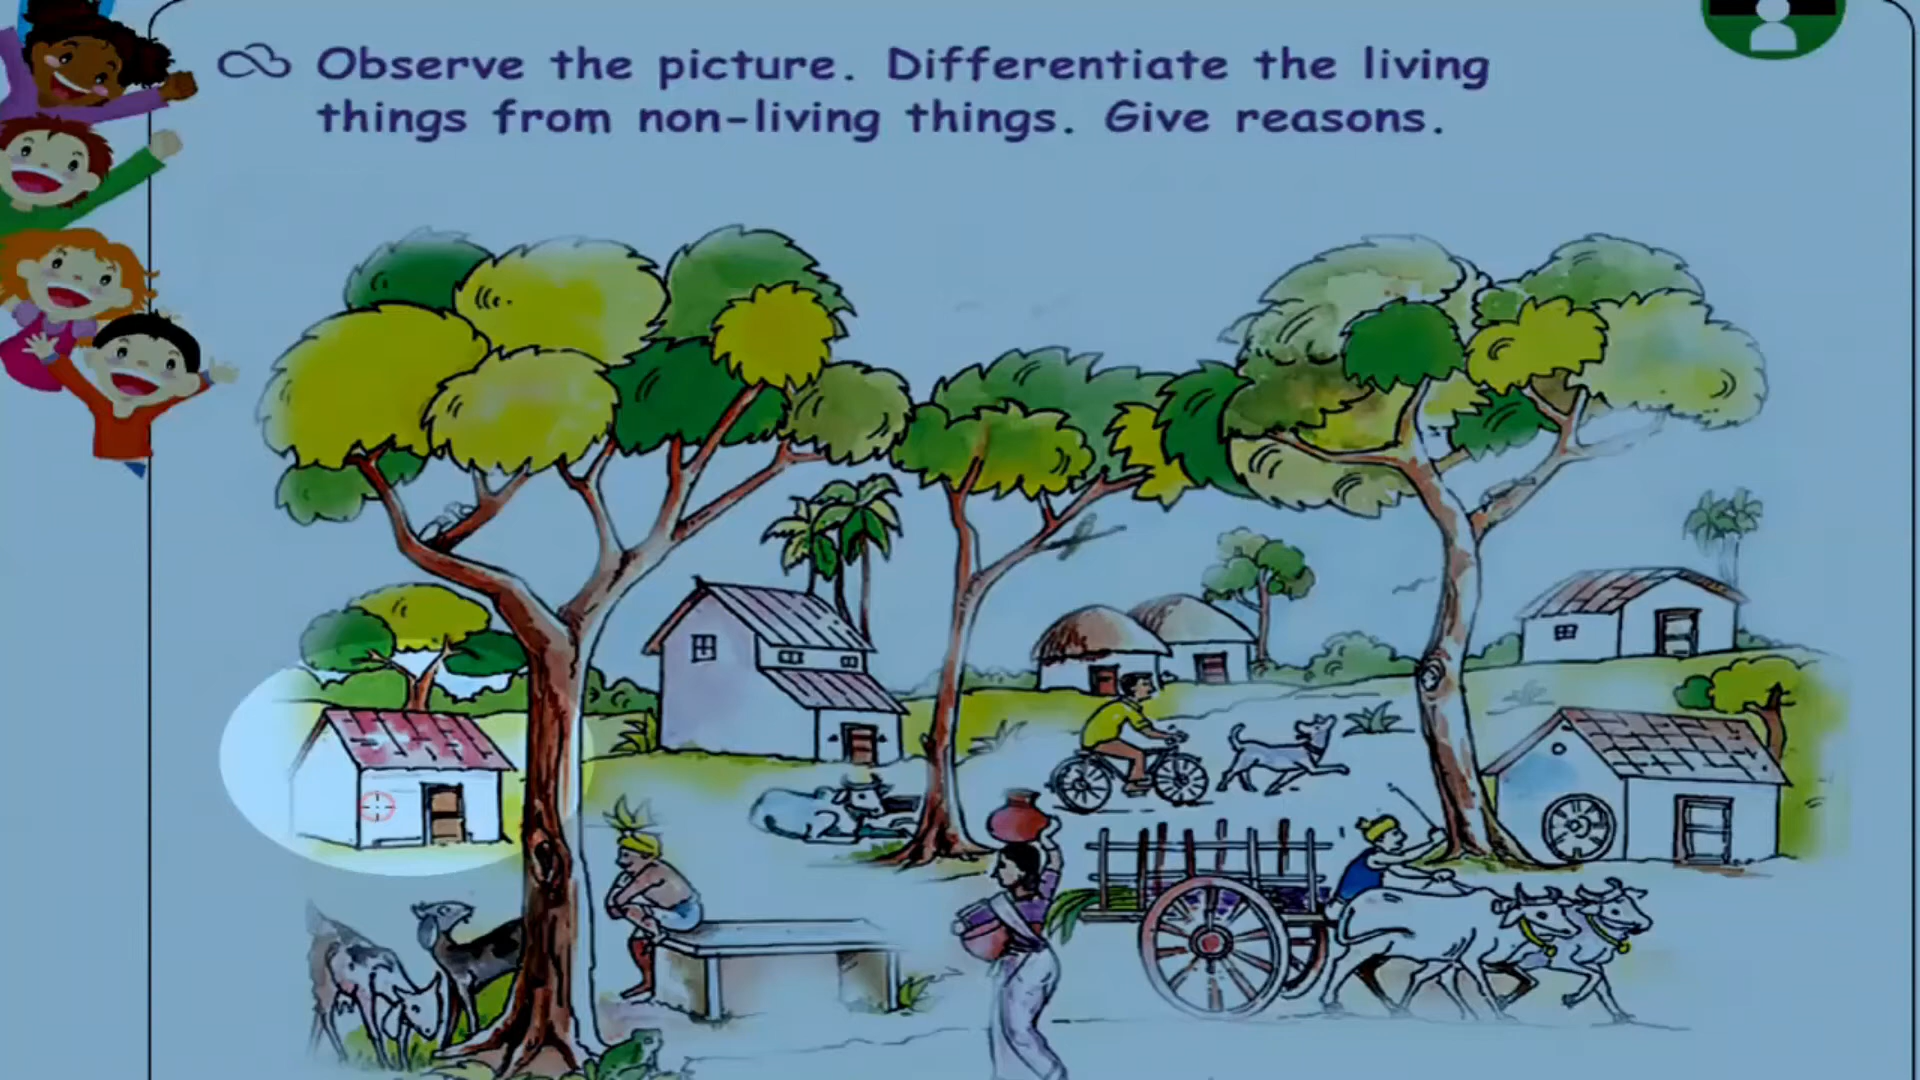 Observe the picture. Differentiate the living
things from non-living things. Give reasons.